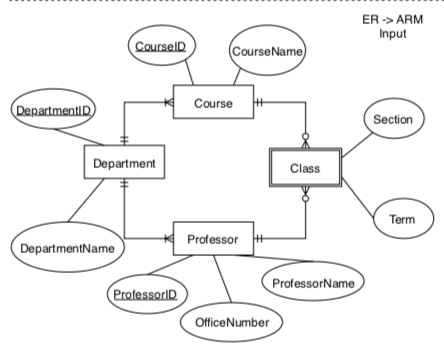 ER -> ARM
Input
CourseID
CourseName
Course
DepartmentID
Section
Department
Class
Term
DepartmentName
Professor
ProfessorID
ProfessorName
OfficeNumber